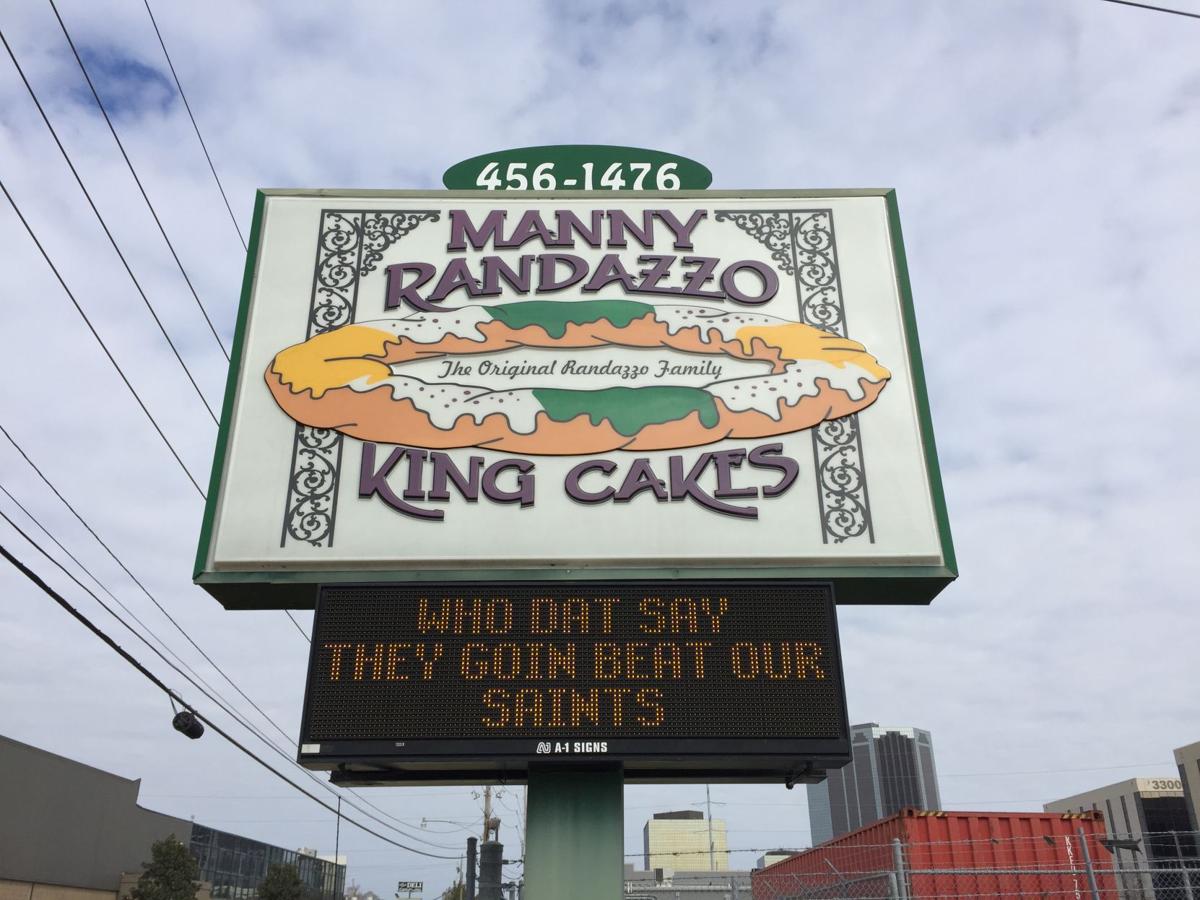 456-1476
MANNY
RANDAZZO
The Original Randazzo Family
KING CAKES
WHO DAT SAY
THEY GOIN BEAT OUR
SAINTS
A-1 SIGNS
3300
DELI